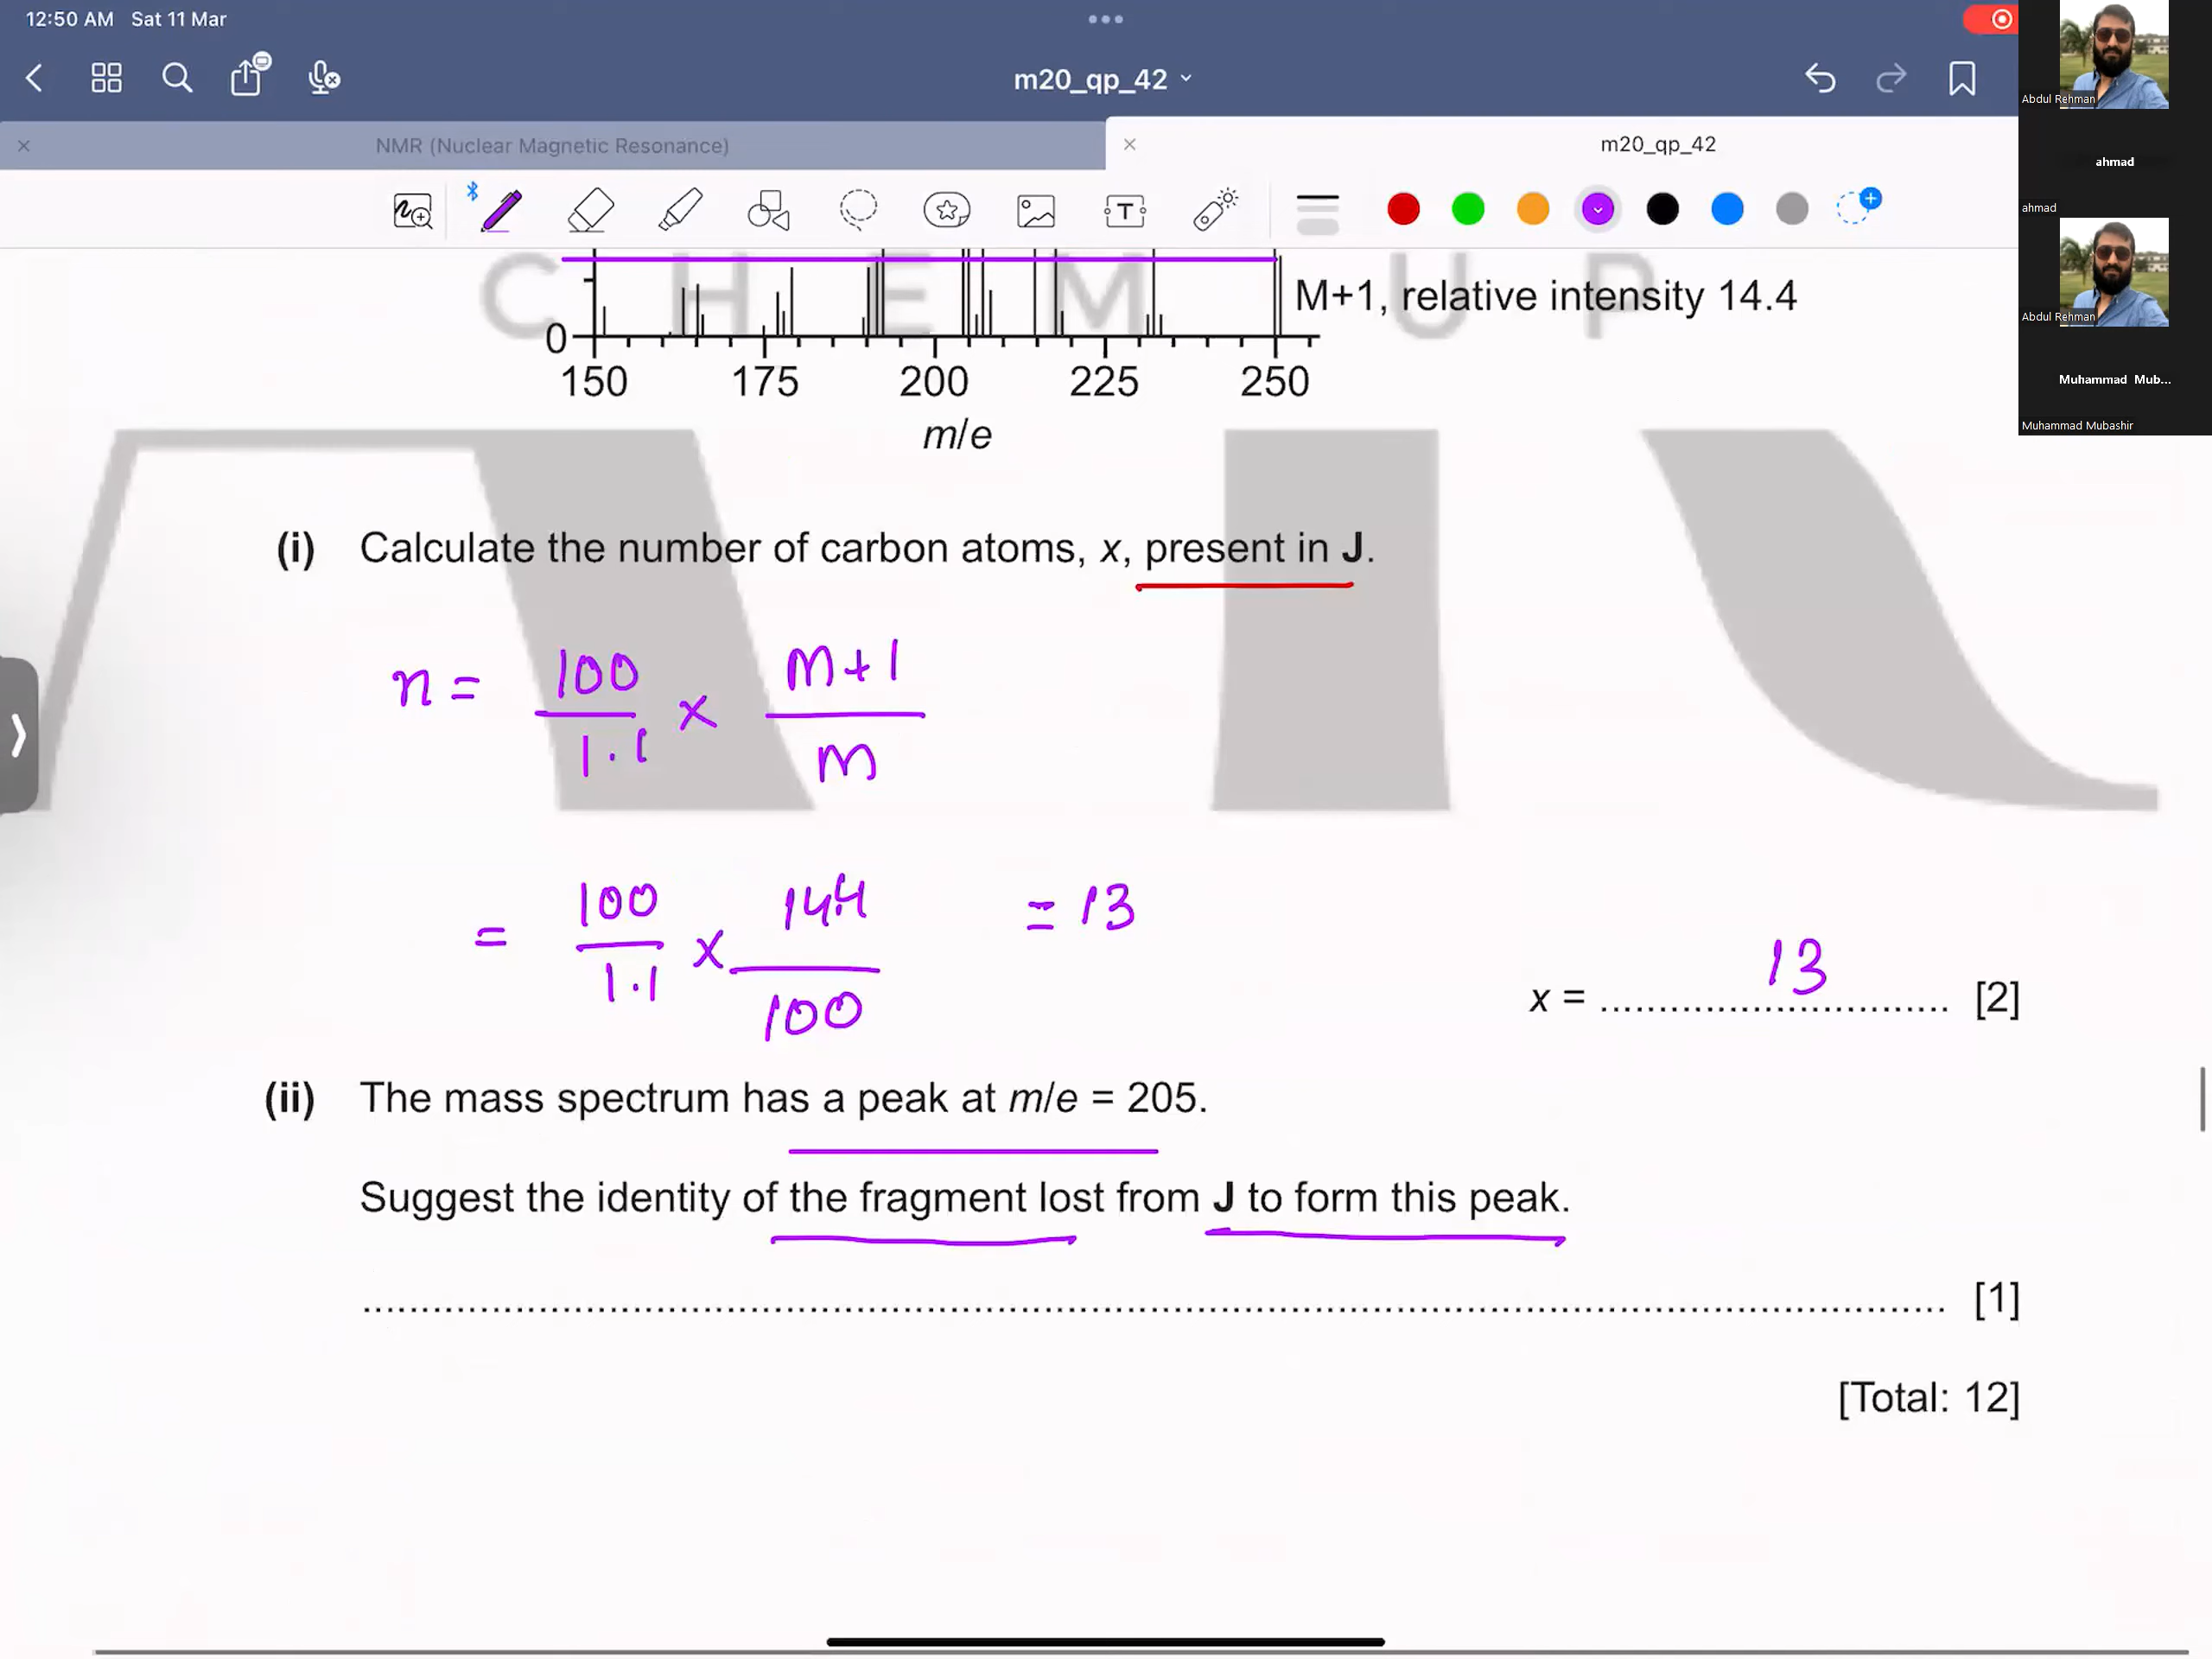 12:50 AM Sat 11 Mar
m20_qp_42
NMR (Nuclear Magnetic Resonance)
m20_qp_42
T
Abdul Rehman
ahmad
ahmad
Abdul Rehman
Muhammad Mub...
Muhammad Mubashir
C H E M U P
M+1, relative intensity 14.4
0
150 175 200 225 250
m/e
(i) Calculate the number of carbon atoms, x, present in J.
n = 100/1.1 × m+1/m
= 100/1.1 × 14.4/100 = 13
13
x = .............................. [2]
(ii) The mass spectrum has a peak at m/e = 205.
Suggest the identity of the fragment lost from J to form this peak.
.............................................................................................................. [1]
[Total: 12]